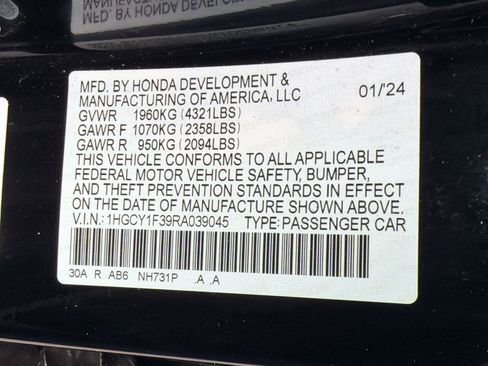 MFD. BY HONDA DEVELOPMENT &
MANUFACTURING OF AMERICA, LLC 01/24
GVWR 1960KG (4321LBS)
GAWR F 1070KG (2358LBS)
GAWR R 950KG (2094LBS)
THIS VEHICLE CONFORMS TO ALL APPLICABLE
FEDERAL MOTOR VEHICLE SAFETY, BUMPER,
AND THEFT PREVENTION STANDARDS IN EFFECT
ON THE DATE OF MANUFACTURE SHOWN ABOVE.
V.I.N.:1HGCY1F39RA039045 TYPE:PASSENGER CAR
30A R AB6 NH731P .A .A